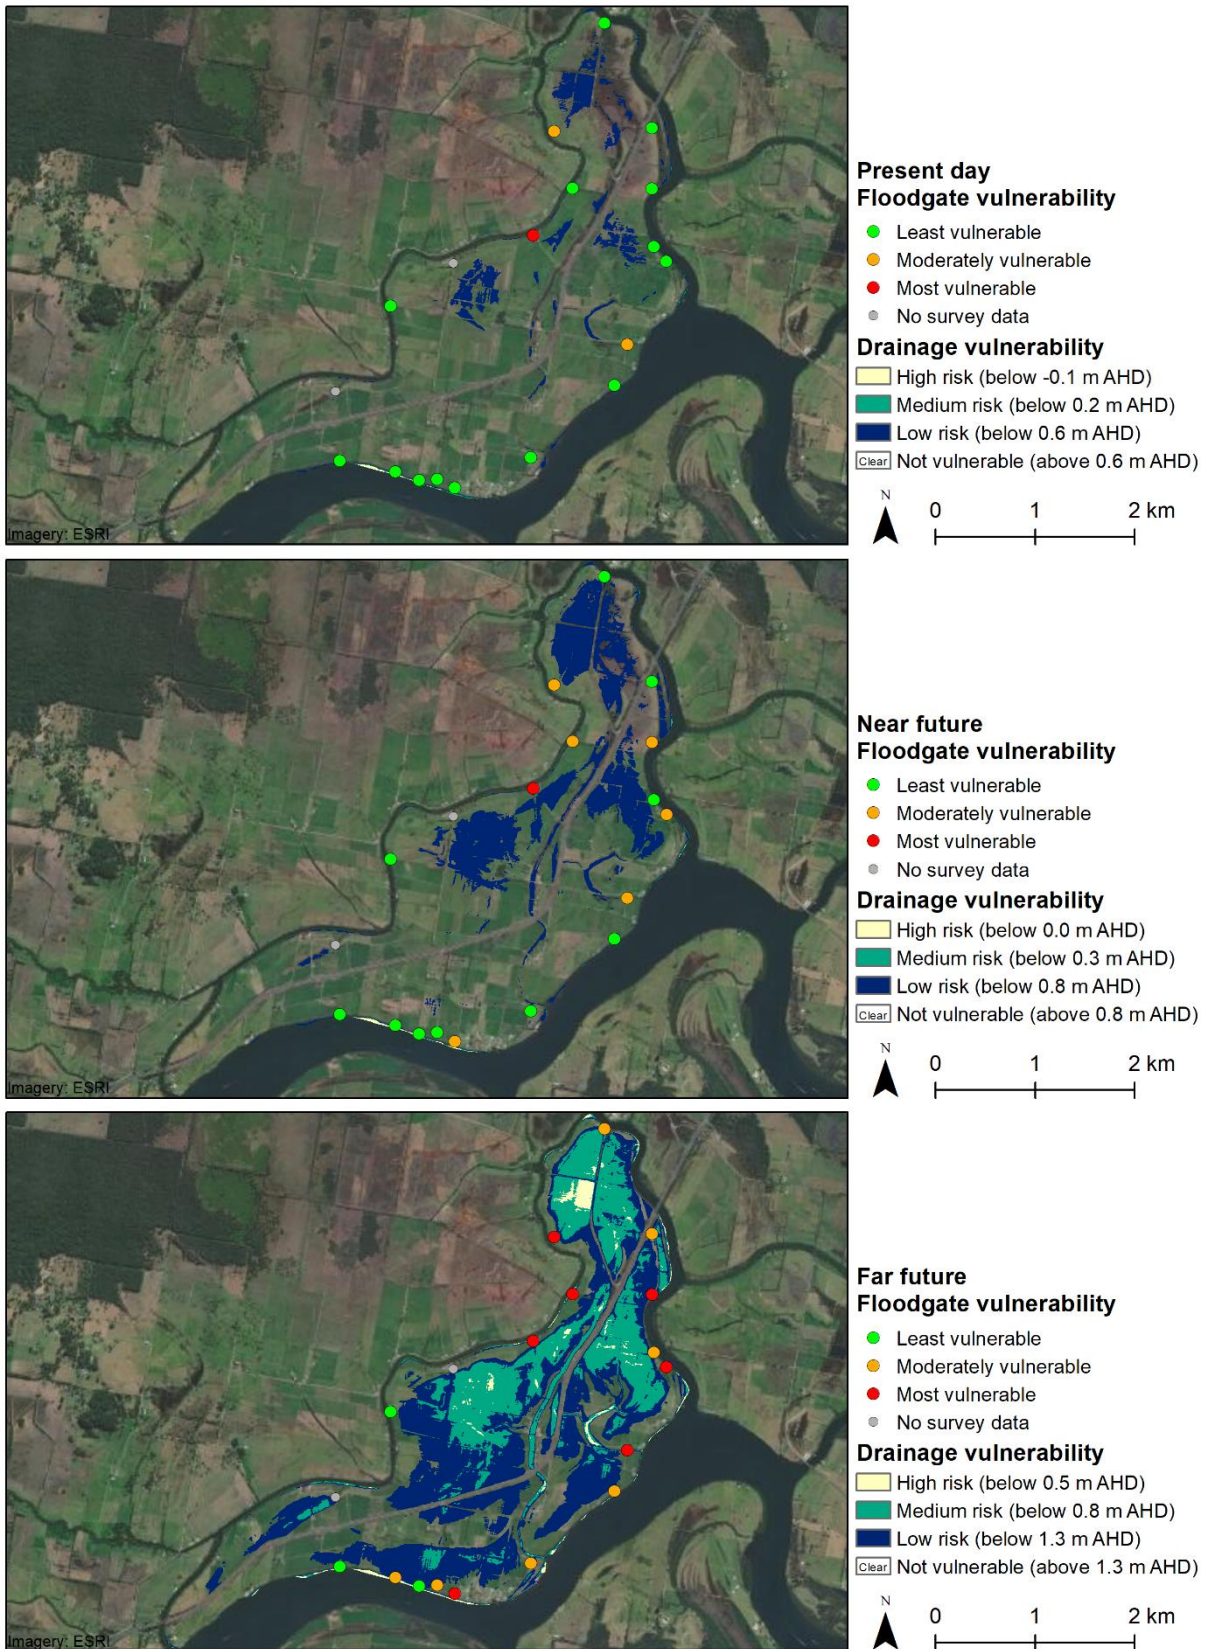 Present day
Floodgate vulnerability
Least vulnerable
Moderately vulnerable
Most vulnerable
No survey data
Drainage vulnerability
High risk (below -0.1 m AHD)
Medium risk (below 0.2 m AHD)
Low risk (below 0.6 m AHD)
Clear Not vulnerable (above 0.6 m AHD)
N
0 1 2 km
Imagery: ESRI
Near future
Floodgate vulnerability
Least vulnerable
Moderately vulnerable
Most vulnerable
No survey data
Drainage vulnerability
High risk (below 0.0 m AHD)
Medium risk (below 0.3 m AHD)
Low risk (below 0.8 m AHD)
Clear Not vulnerable (above 0.8 m AHD)
N
0 1 2 km
Imagery: ESRI
Far future
Floodgate vulnerability
Least vulnerable
Moderately vulnerable
Most vulnerable
No survey data
Drainage vulnerability
High risk (below 0.5 m AHD)
Medium risk (below 0.8 m AHD)
Low risk (below 1.3 m AHD)
Clear Not vulnerable (above 1.3 m AHD)
N
0 1 2 km
Imagery: ESRI